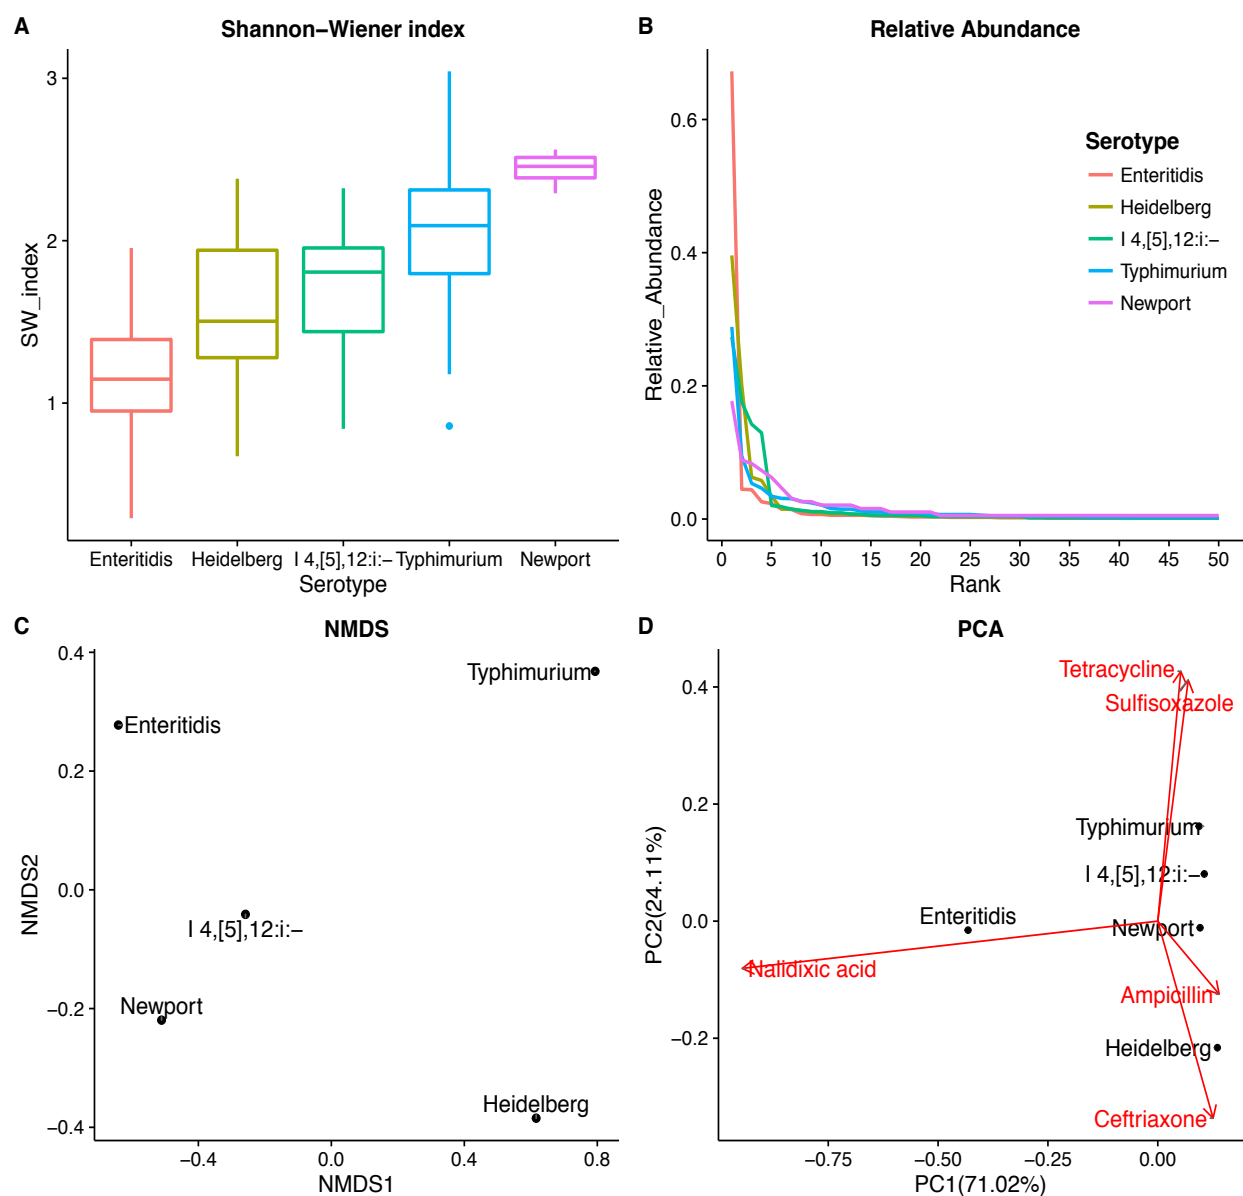 A
Shannon−Wiener index
SW_index
3
2
1
Enteritidis
Heidelberg
I 4,[5],12:i:−
Typhimurium
Newport
Serotype
B
Relative Abundance
Relative_Abundance
0.6
0.4
0.2
0.0
0
5
10
15
20
25
30
35
40
45
50
Rank
Serotype
Enteritidis
Heidelberg
I 4,[5],12:i:−
Typhimurium
Newport
C
NMDS
NMDS2
0.4
0.2
0.0
−0.2
−0.4
Typhimurium
Enteritidis
I 4,[5],12:i:−
Newport
Heidelberg
−0.4
0.0
0.4
0.8
NMDS1
D
PCA
PC2(24.11%)
0.4
0.2
0.0
−0.2
Tetracycline
Sulfisoxazole
Typhimurium
I 4,[5],12:i:−
Enteritidis
Newport
Nalidixic acid
Ampicillin
Heidelberg
Ceftriaxone
−0.75
−0.50
−0.25
0.00
PC1(71.02%)